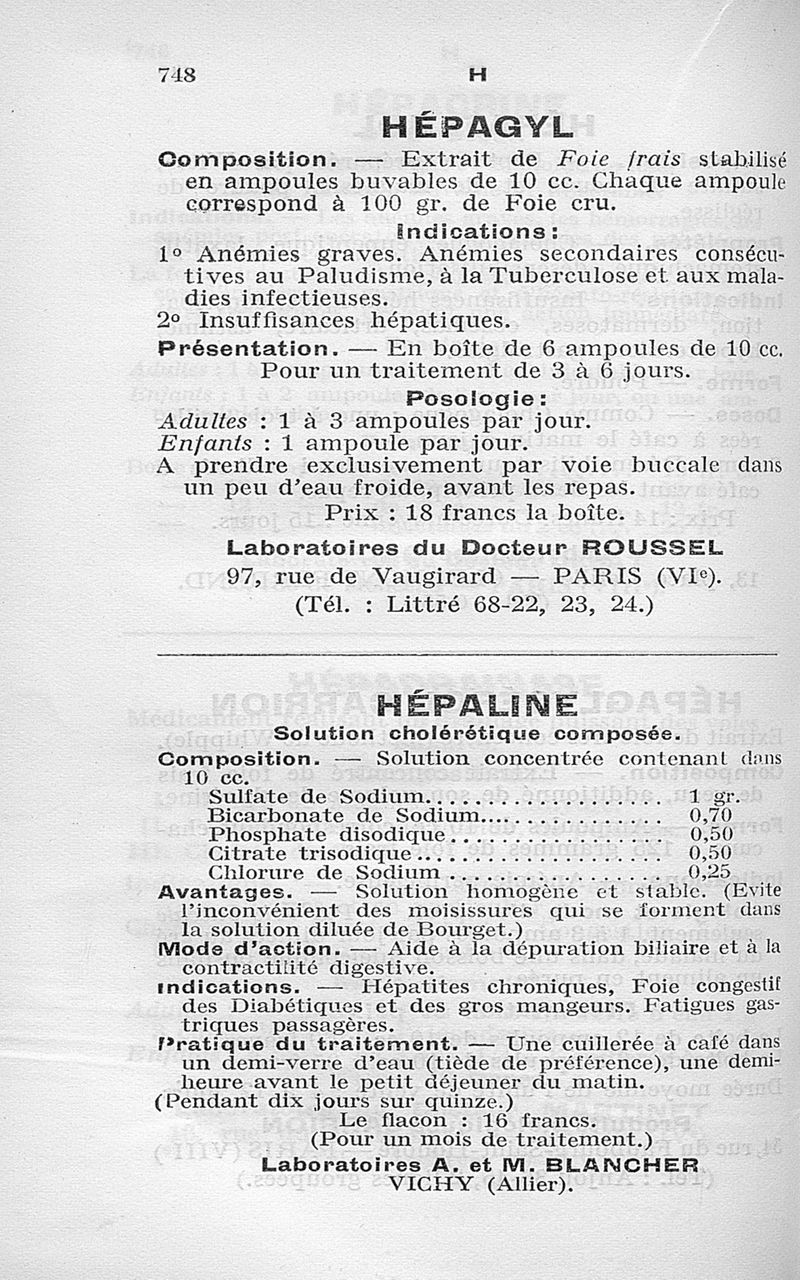 748 H
HÉPAGYL
Composition. — Extrait de Foie frais stabilisé
en ampoules buvables de 10 cc. Chaque ampoule
correspond à 100 gr. de Foie cru.
Indications :
1º Anémies graves. Anémies secondaires consécu-
tives au Paludisme, à la Tuberculose et aux mala-
dies infectieuses.
2º Insuffisances hépatiques.
Présentation. — En boîte de 6 ampoules de 10 cc.
Pour un traitement de 3 à 6 jours.
Posologie :
Adultes : 1 à 3 ampoules par jour.
Enfants : 1 ampoule par jour.
A prendre exclusivement par voie buccale dans
un peu d'eau froide, avant les repas.
Prix : 18 francs la boîte.
Laboratoires du Docteur ROUSSEL
97, rue de Vaugirard — PARIS (VIe).
(Tél. : Littré 68-22, 23, 24.)
HÉPALINE
Solution cholérétique composée.
Composition. — Solution concentrée contenant dans
10 cc.
Sulfate de Sodium.................... 1 gr.
Bicarbonate de Sodium............... 0,70
Phosphate disodique................. 0,50
Citrate trisodique.................... 0,50
Chlorure de Sodium ................. 0,25
Avantages. — Solution homogène et stable. (Evite
l'inconvénient des moisissures qui se forment dans
la solution diluée de Bourget.)
Mode d'action. — Aide à la dépuration biliaire et à la
contractilité digestive.
Indications. — Hépatites chroniques, Foie congestif
des Diabétiques et des gros mangeurs. Fatigues gas-
triques passagères.
Pratique du traitement. — Une cuillerée à café dans
un demi-verre d'eau (tiède de préférence), une demi-
heure avant le petit déjeuner du matin.
(Pendant dix jours sur quinze.)
Le flacon : 16 francs.
(Pour un mois de traitement.)
Laboratoires A. et M. BLANCHER
VICHY (Allier).